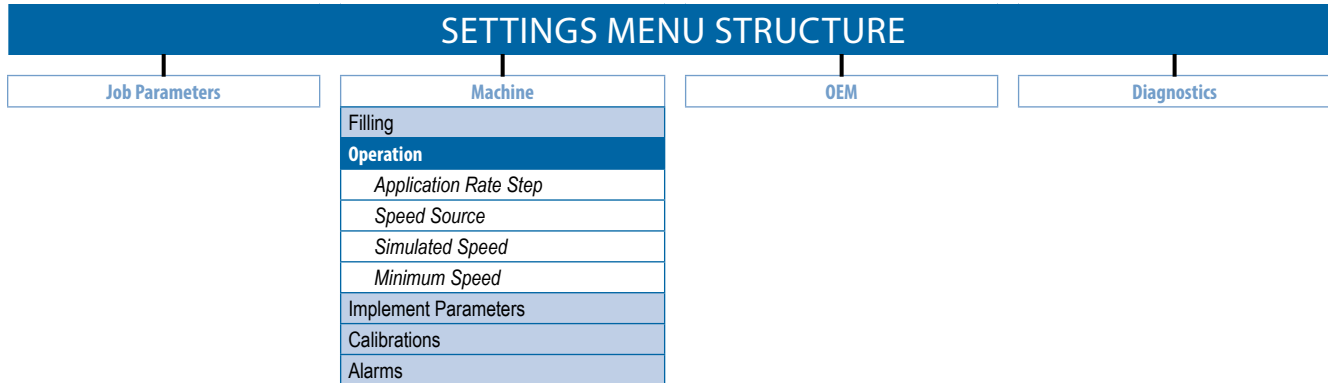 SETTINGS MENU STRUCTURE
Job Parameters
Machine
OEM
Diagnostics
Filling
Operation
Application Rate Step
Speed Source
Simulated Speed
Minimum Speed
Implement Parameters
Calibrations
Alarms